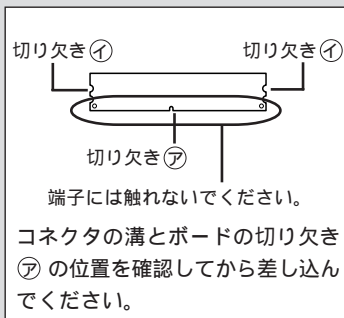 切り欠き㋑ 切り欠き㋑
切り欠き㋐
端子には触れないでください。
コネクタの溝とボードの切り欠き
㋐ の位置を確認してから差し込ん
でください。